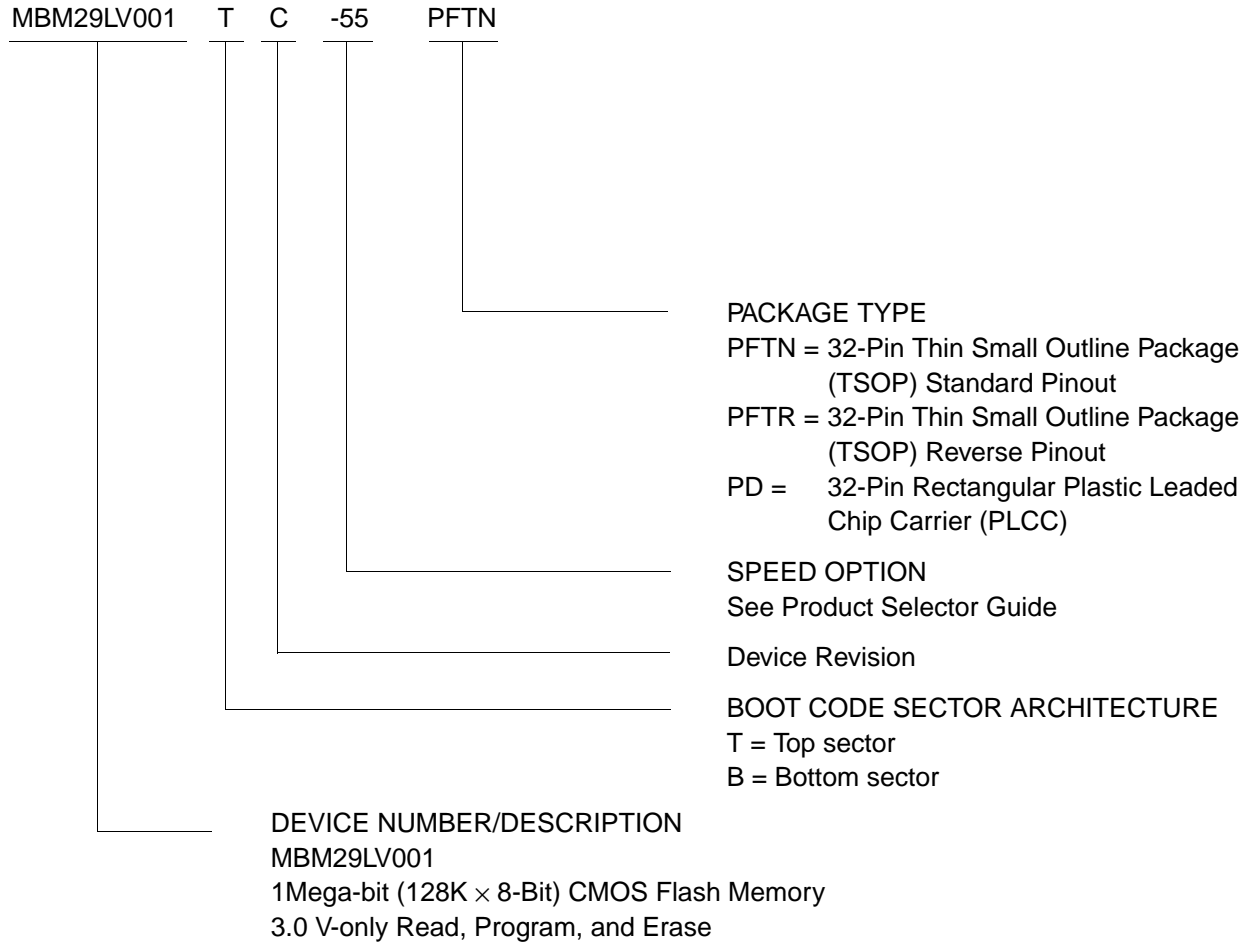 MBM29LV001 T C -55 PFTN
PACKAGE TYPE
PFTN = 32-Pin Thin Small Outline Package
(TSOP) Standard Pinout
PFTR = 32-Pin Thin Small Outline Package
(TSOP) Reverse Pinout
PD = 32-Pin Rectangular Plastic Leaded
Chip Carrier (PLCC)
SPEED OPTION
See Product Selector Guide
Device Revision
BOOT CODE SECTOR ARCHITECTURE
T = Top sector
B = Bottom sector
DEVICE NUMBER/DESCRIPTION
MBM29LV001
1Mega-bit (128K × 8-Bit) CMOS Flash Memory
3.0 V-only Read, Program, and Erase